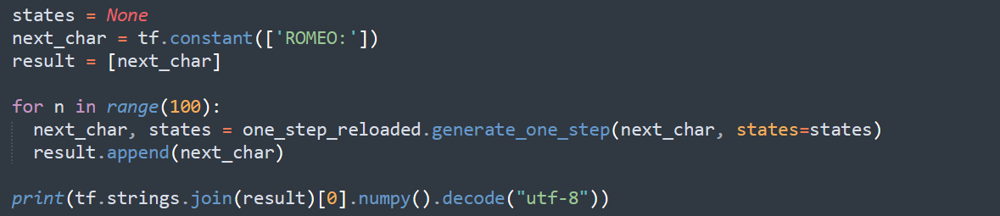 states = None
next_char = tf.constant(['ROMEO:'])
result = [next_char]

for n in range(100):
  next_char, states = one_step_reloaded.generate_one_step(next_char, states=states)
  result.append(next_char)

print(tf.strings.join(result)[0].numpy().decode("utf-8"))